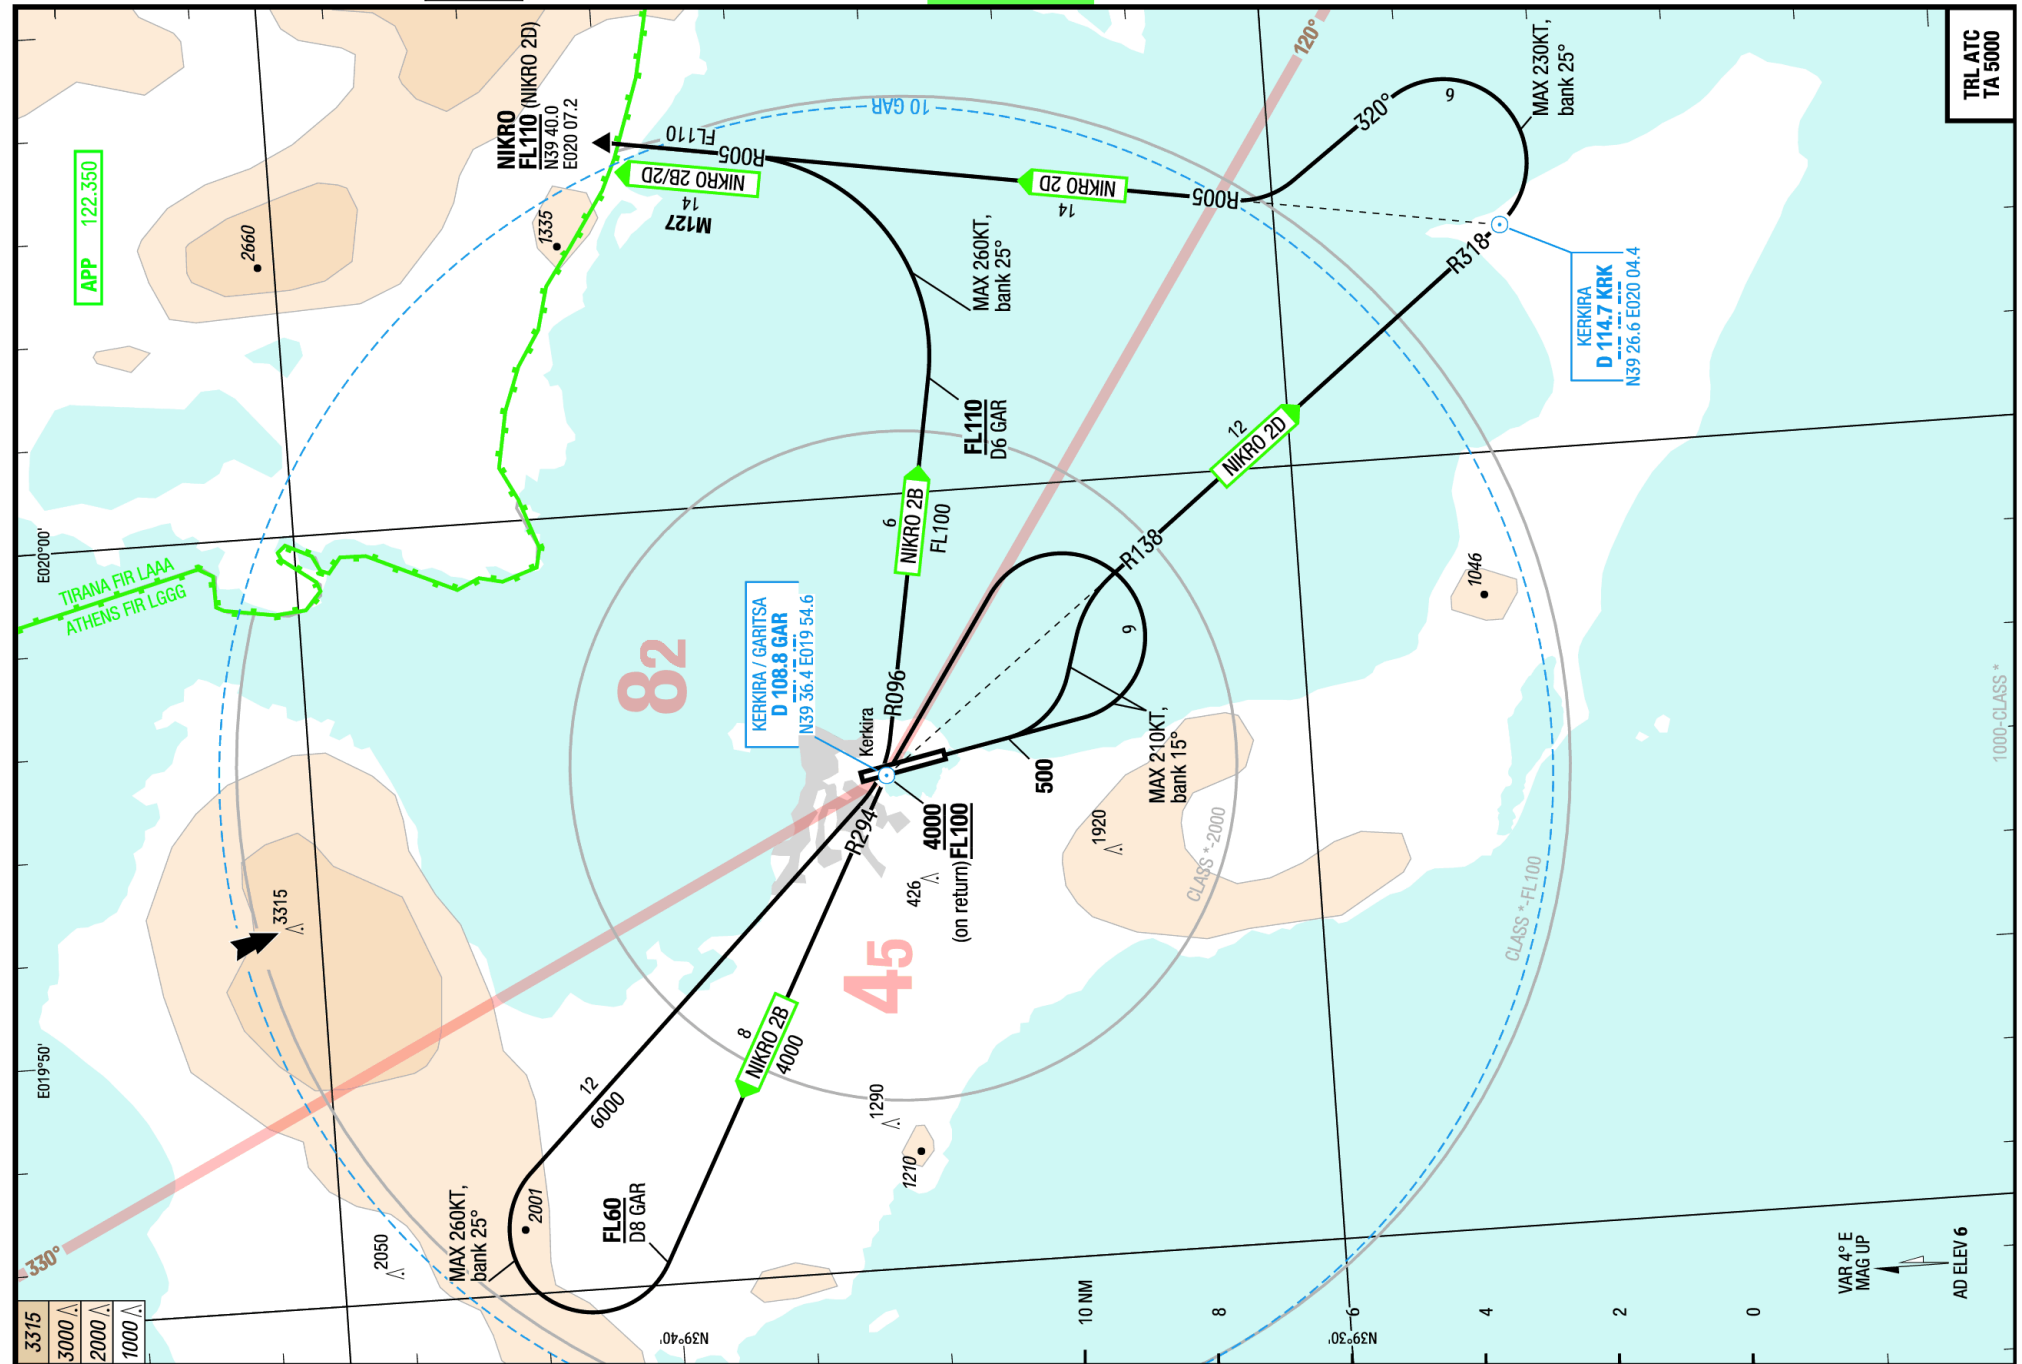 TRL ATC
TA 5000
120°
APP 122.350
NIKRO
FL110 (NIKRO 2D)
N39 40.0
E020 07.2
2660
1335
10 GAR
FL110
R005
NIKRO 2B/2D
14
M127
NIKRO 2D
14
R005
320°
9
MAX 230KT,
bank 25°
R318
KERKIRA
D 114.7 KRK
N39 26.6 E020 04.4
MAX 260KT,
bank 25°
FL110
D6 GAR
6
NIKRO 2B
FL100
12
NIKRO 2D
R138
E020°00'
TIRANA FIR LAAA
ATHENS FIR LGGG
82
KERKIRA / GARITSA
D 108.8 GAR
N39 36.4 E019 54.6
Kerkira
R096
9
MAX 210KT,
bank 15°
500
1046
4000
FL100
(on return)
R294
426
1920
CLASS *-2000
CLASS *-FL100
1000-CLASS *
3315
45
8
NIKRO 2B
4000
12
6000
E019°50'
1290
1210
330°
2050
MAX 260KT,
bank 25°
2001
FL60
D8 GAR
3315
3000
2000
1000
N39°40'
N39°30'
10 NM
8
6
4
2
0
VAR 4° E
MAG UP
AD ELEV 6